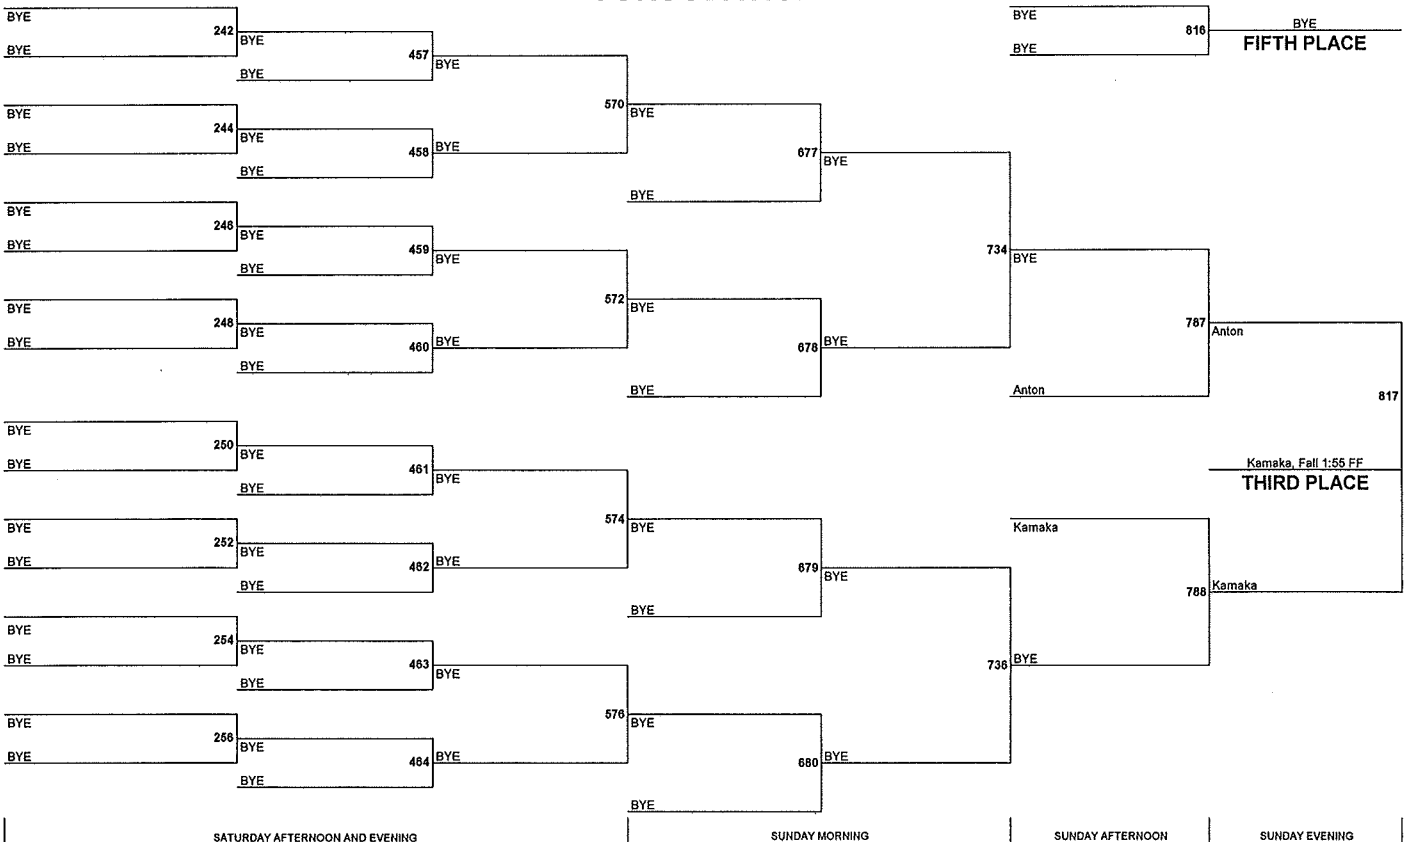 BYE
BYE
242
BYE
BYE
244
BYE
BYE
246
BYE
BYE
248
BYE
BYE
250
BYE
BYE
252
BYE
BYE
254
BYE
BYE
256
BYE
BYE
BYE
457
BYE
BYE
458
BYE
BYE
459
BYE
BYE
460
BYE
BYE
461
BYE
BYE
462
BYE
BYE
463
BYE
BYE
464
BYE
BYE
570
BYE
BYE
572
BYE
BYE
574
BYE
BYE
576
BYE
BYE
677
BYE
BYE
678
BYE
BYE
679
BYE
BYE
680
BYE
BYE
734
BYE
BYE
736
BYE
BYE
816
BYE
BYE
787
Anton
Kamaka
788
BYE
BYE
FIFTH PLACE
Anton
817
Kamaka, Fall 1:55 FF
THIRD PLACE
Kamaka
SATURDAY AFTERNOON AND EVENING
SUNDAY MORNING
SUNDAY AFTERNOON
SUNDAY EVENING